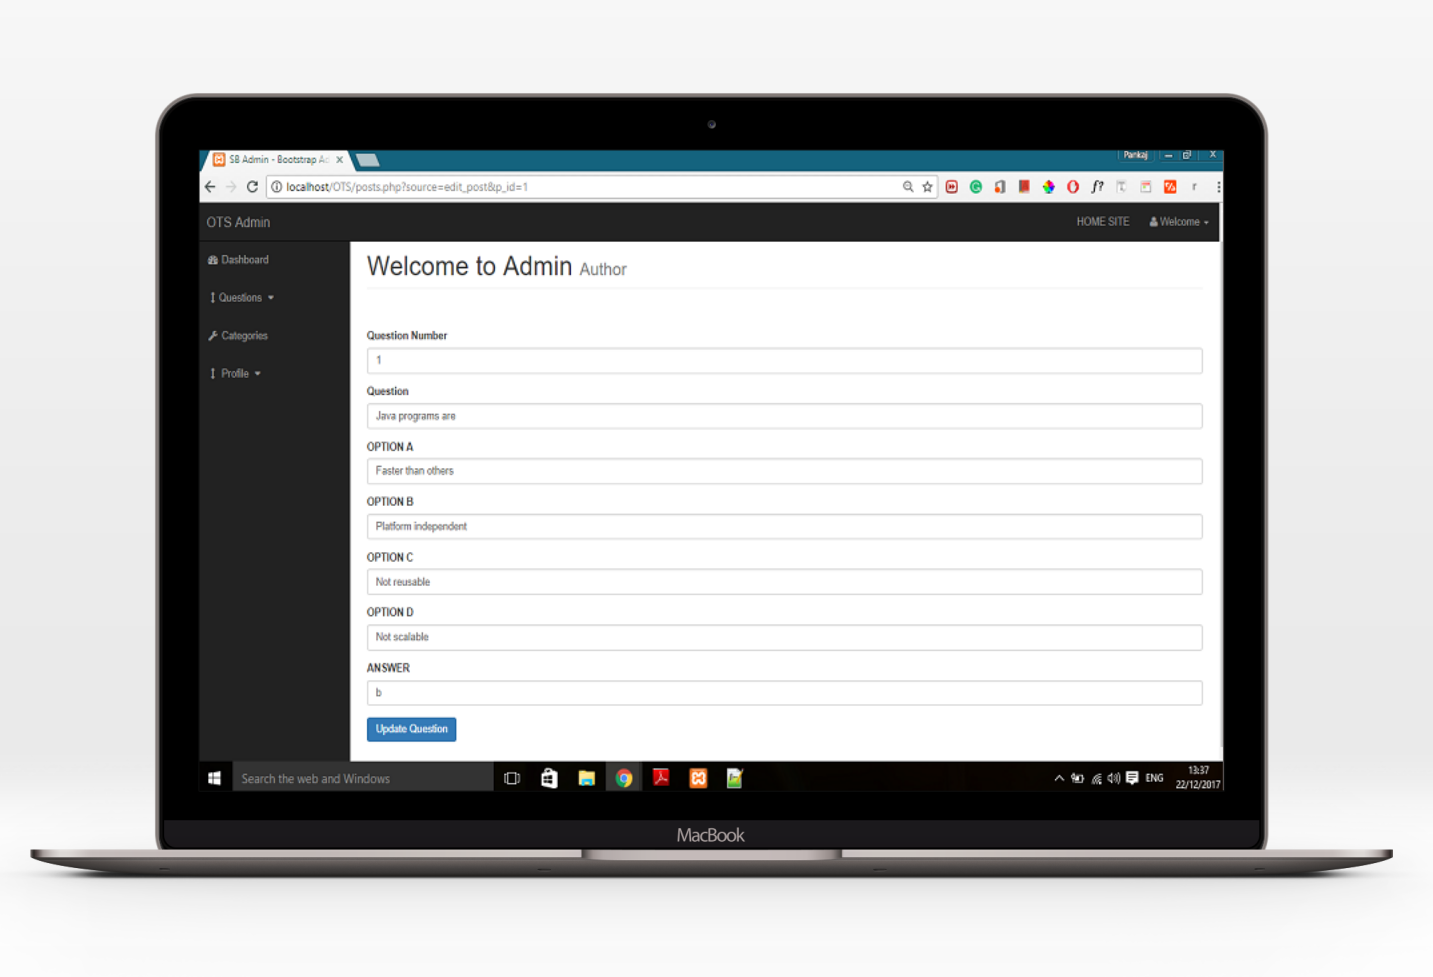 SB Admin - Bootstrap Ad
Pankaj
localhost/OTS/posts.php?source=edit_post&p_id=1
OTS Admin
HOME SITE
Welcome
Dashboard
Questions
Categories
Profile
Welcome to Admin Author
Question Number
1
Question
Java programs are
OPTION A
Faster than others
OPTION B
Platform independent
OPTION C
Not reusable
OPTION D
Not scalable
ANSWER
b
Update Question
Search the web and Windows
ENG
13:37
22/12/2017
MacBook